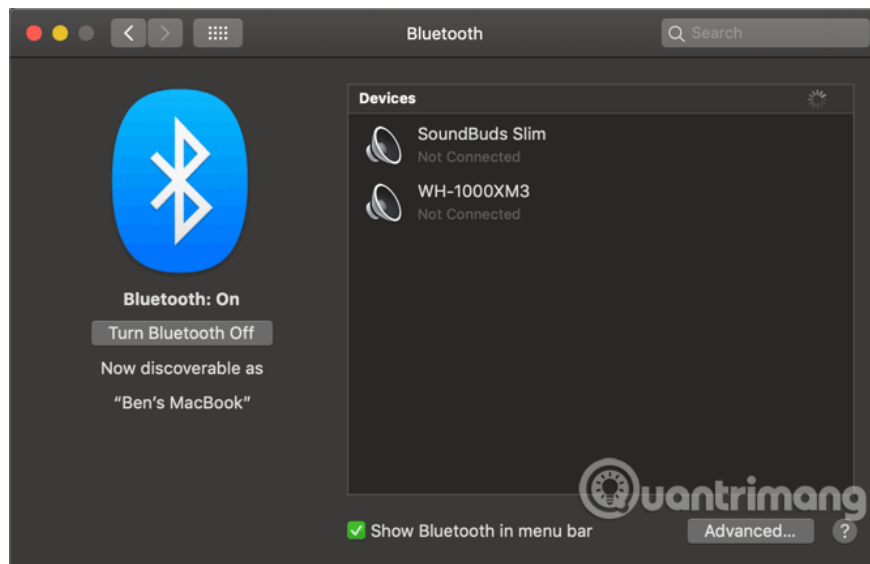 Bluetooth
Search
Devices
SoundBuds Slim
Not Connected
WH-1000XM3
Not Connected
Bluetooth: On
Turn Bluetooth Off
Now discoverable as
“Ben’s MacBook”
Quantrimang
Show Bluetooth in menu bar
Advanced...
?